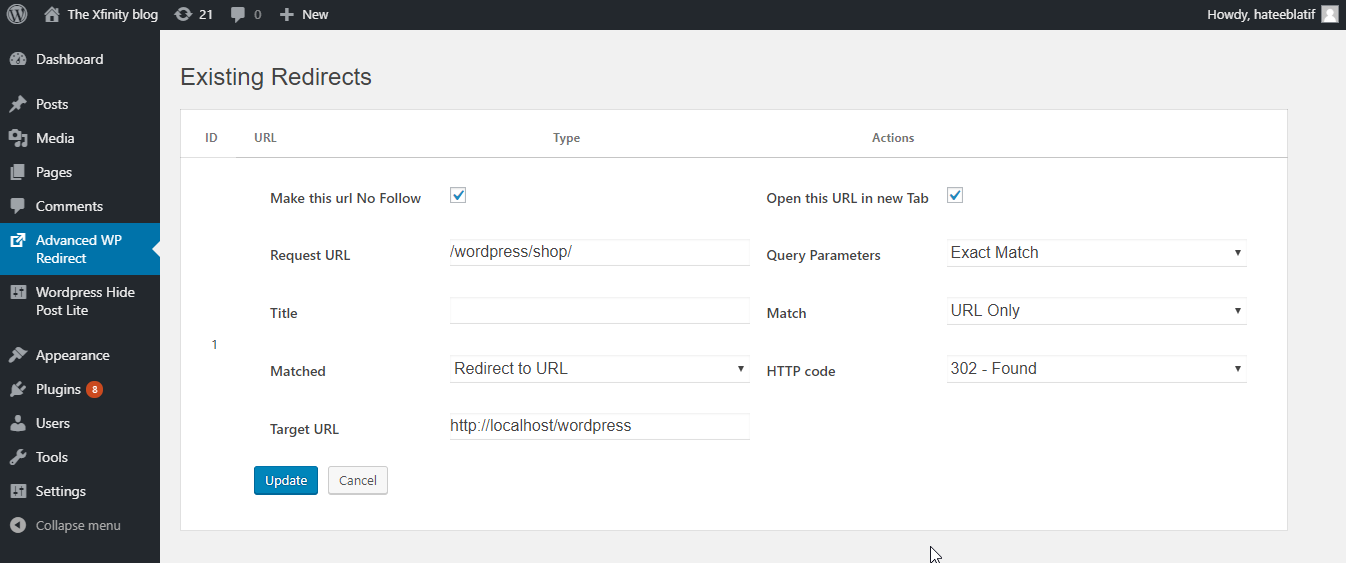 The Xfinity blog 21 0 New Howdy, hateeblatif
Dashboard
Posts
Media
Pages
Comments
Advanced WP
Redirect
Wordpress Hide
Post Lite
Appearance
Plugins 8
Users
Tools
Settings
Collapse menu
Existing Redirects
ID URL Type Actions
1
Make this url No Follow Open this URL in new Tab
Request URL /wordpress/shop/ Query Parameters Exact Match
Title Match URL Only
Matched Redirect to URL HTTP code 302 - Found
Target URL http://localhost/wordpress
Update Cancel